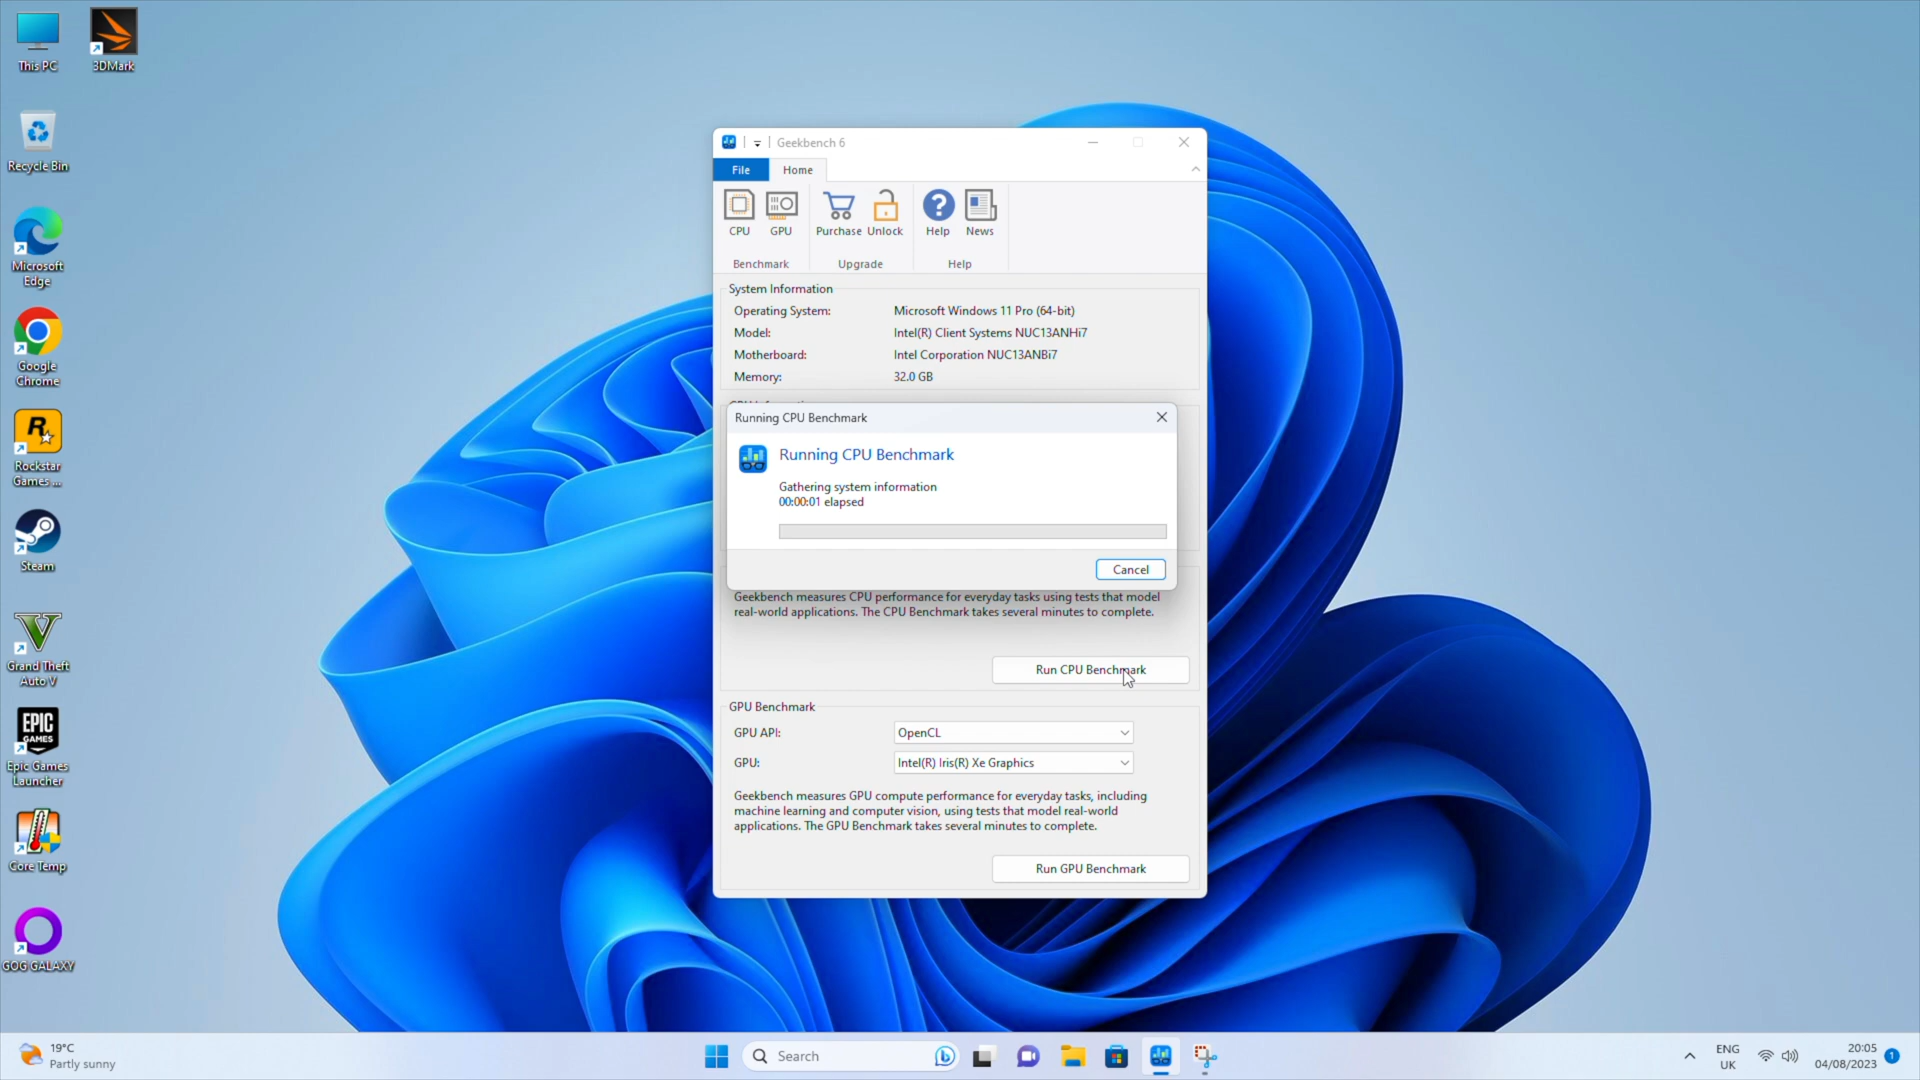 This PC
3DMark
Recycle Bin
Microsoft
Edge
Google
Chrome
Rockstar
Games ...
Steam
Grand Theft
Auto V
EPIC
GAMES
Epic Games
Launcher
Core Temp
GOG GALAXY
Geekbench 6
File
Home
CPU
GPU
Purchase
Unlock
Help
News
Benchmark
Upgrade
Help
System Information
Operating System: Microsoft Windows 11 Pro (64-bit)
Model: Intel(R) Client Systems NUC13ANHi7
Motherboard: Intel Corporation NUC13ANBi7
Memory: 32.0 GB
Running CPU Benchmark
Running CPU Benchmark
Gathering system information
00:00:01 elapsed
Cancel
Geekbench measures CPU performance for everyday tasks using tests that model
real-world applications. The CPU Benchmark takes several minutes to complete.
Run CPU Benchmark
GPU Benchmark
GPU API: OpenCL
GPU: Intel(R) Iris(R) Xe Graphics
Geekbench measures GPU compute performance for everyday tasks, including
machine learning and computer vision, using tests that model real-world
applications. The GPU Benchmark takes several minutes to complete.
Run GPU Benchmark
19°C
Partly sunny
Search
ENG
UK
20:05
04/08/2023
1